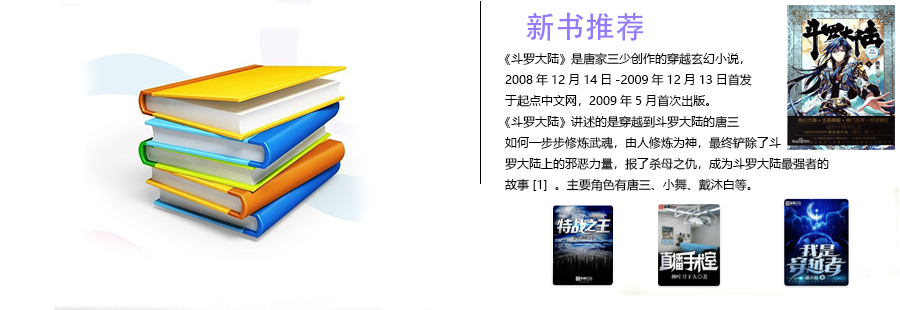 新书推荐
斗罗大陆
《斗罗大陆》是唐家三少创作的穿越玄幻小说，
2008 年 12 月 14 日 -2009 年 12 月 13 日首发
于起点中文网，2009 年 5 月首次出版。
《斗罗大陆》讲述的是穿越到斗罗大陆的唐三
如何一步步修炼武魂，由人修炼为神，最终铲除了斗
罗大陆上的邪恶力量，报了杀母之仇，成为斗罗大陆最强者的
故事 [1] 。主要角色有唐三、小舞、戴沐白等。
特战之王
直播手术室
柳叶刀下人◎著
我是
穿越者